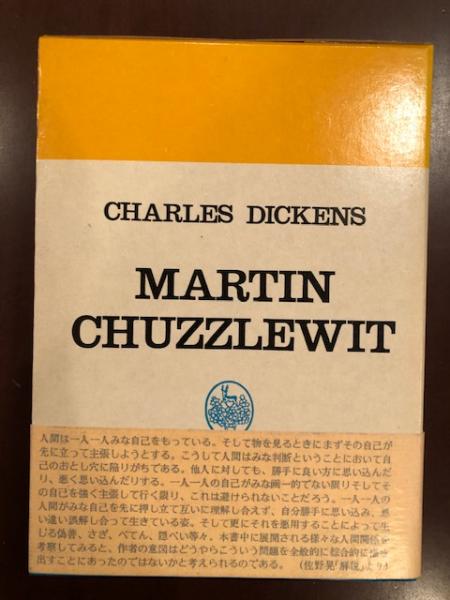 CHARLES DICKENS
MARTIN
CHUZZLEWIT
人間は一人一人みな自己をもっている。そして物を見るときにまずその自己が
先に立って主張しようとする。こうして人間はみな判断ということにおいて自
己のおとし穴に陥りがちである。他人に対しても、勝手に良い方に思い込んだ
り、悪く思い込んだりする。一人一人の自己がみな画一的でない限りそしてそ
の自己を強く主張して行く限り、これは避けられないことだろう。一人一人の
人間がみな自己を先に押し立て互いに理解し合えず、自分勝手に思い込み、思
い違い誤解し合って生きている姿。そして更にそれを悪用することによって生
じる偽善、さぎ、ぺてん、隠ぺい等々。本書中に展開される様々な人間関係を
考察してみると、作者の意図はどうやらこういう問題を全般的に綜合的に
出すことにあったのではないかと考えられるのである。 (佐野晃「解説」より)